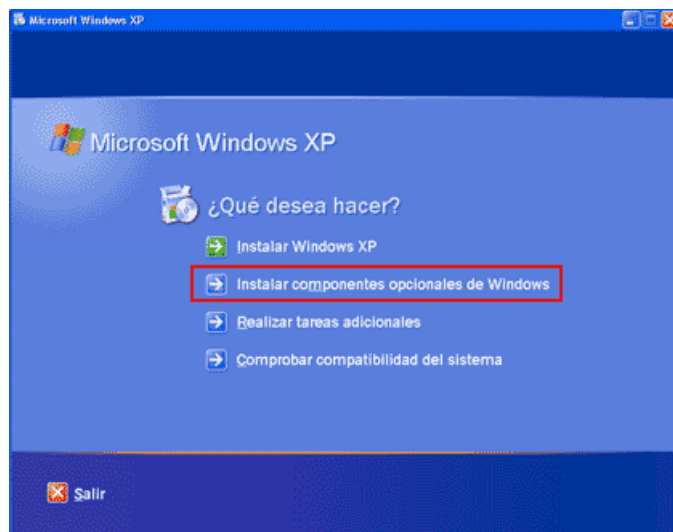 Microsoft Windows XP
Microsoft Windows XP
¿Qué desea hacer?
Instalar Windows XP
Instalar componentes opcionales de Windows
Realizar tareas adicionales
Comprobar compatibilidad del sistema
Salir